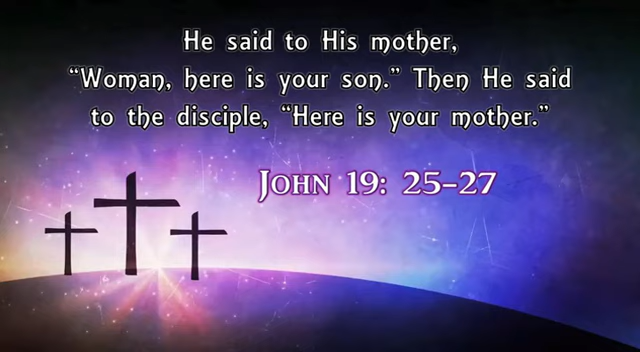 He said to His mother,
“Woman, here is your son.” Then He said
to the disciple, “Here is your mother.”
John 19: 25-27